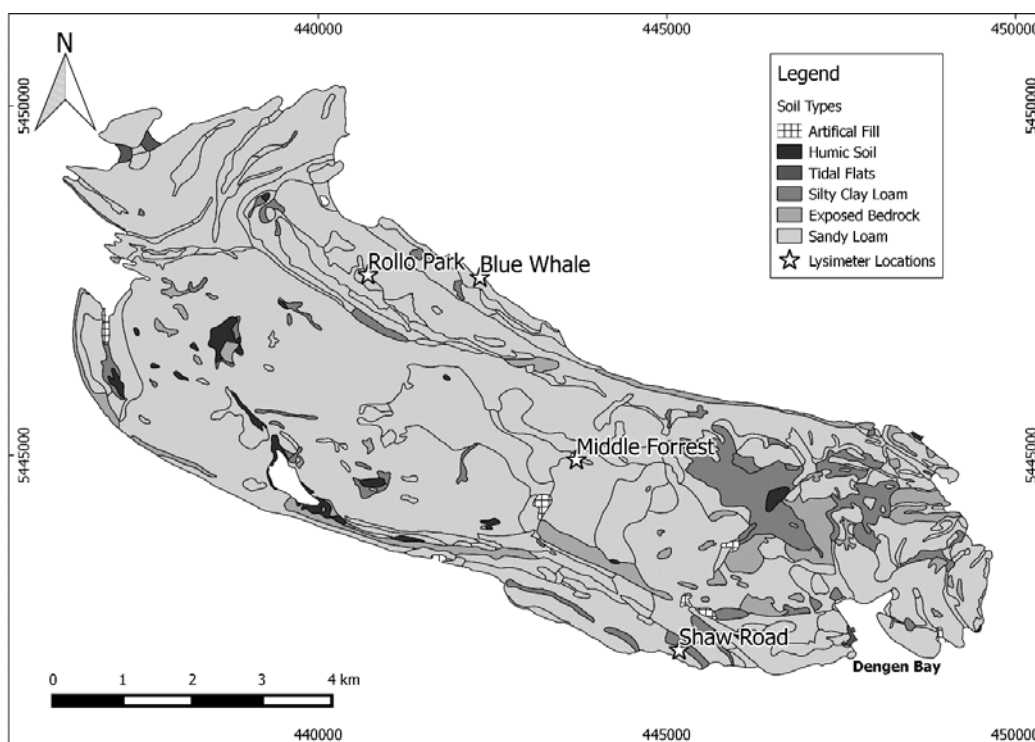 440000
445000
450000
N
5450000
5450000
Legend
Soil Types
Artifical Fill
Humic Soil
Tidal Flats
Silty Clay Loam
Exposed Bedrock
Sandy Loam
Lysimeter Locations
Rollo Park
Blue Whale
Middle Forrest
5445000
5445000
Shaw Road
Dengen Bay
0 1 2 3 4 km
440000
445000
450000